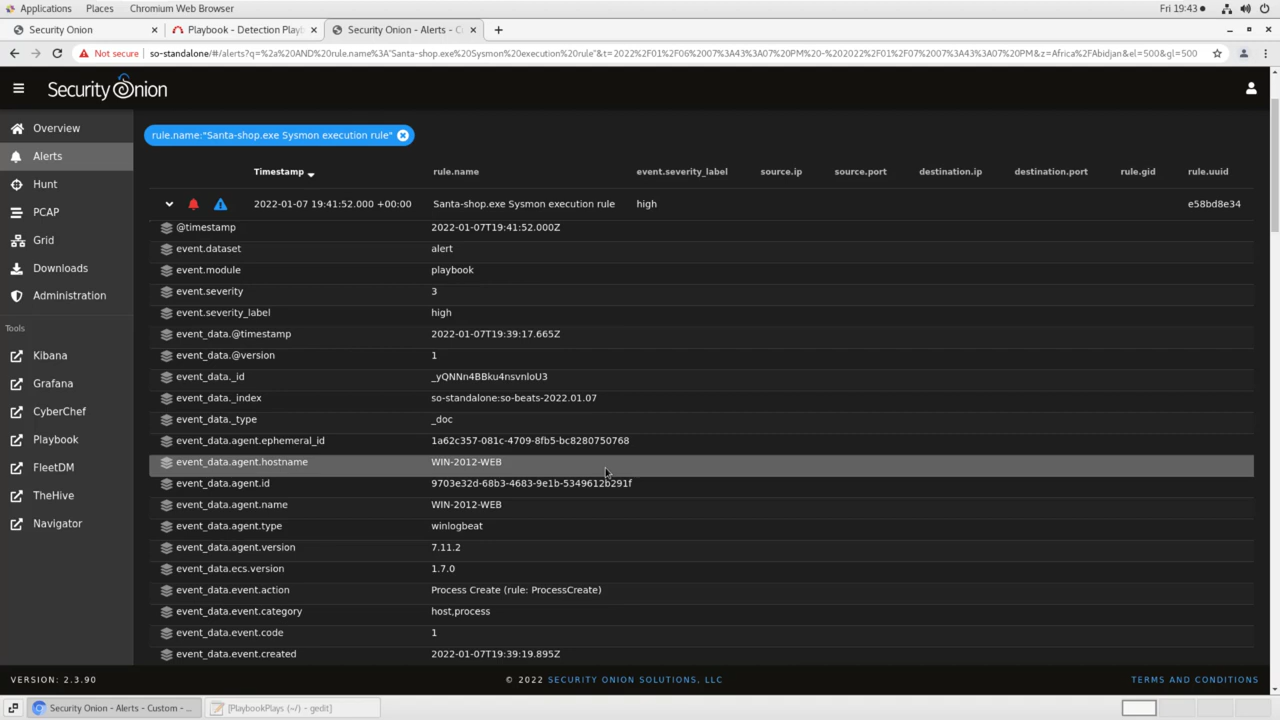 Applications Places Chromium Web Browser Fri 19:43
Security Onion × Playbook - Detection Playb × Security Onion - Alerts - C × +
Not secure so-standalone/#/alerts?q=%2a%20AND%20rule.name%3A"Santa-shop.exe%20Sysmon%20execution%20rule"&t=2022%2F01%2F06%2007%3A43%3A07%20PM%20-%202022%2F01%2F07%2007%3A43%3A07%20PM&z=Africa%2FAbidjan&el=500&gl=500
Security Onion
Overview
Alerts
Hunt
PCAP
Grid
Downloads
Administration
Tools
Kibana
Grafana
CyberChef
Playbook
FleetDM
TheHive
Navigator
rule.name:"Santa-shop.exe Sysmon execution rule"
Timestamp rule.name event.severity_label source.ip source.port destination.ip destination.port rule.gid rule.uuid
2022-01-07 19:41:52.000 +00:00 Santa-shop.exe Sysmon execution rule high e58bd8e34
@timestamp 2022-01-07T19:41:52.000Z
event.dataset alert
event.module playbook
event.severity 3
event.severity_label high
event_data.@timestamp 2022-01-07T19:39:17.665Z
event_data.@version 1
event_data._id _yQNNn4BBku4nsvnloU3
event_data._index so-standalone:so-beats-2022.01.07
event_data._type _doc
event_data.agent.ephemeral_id 1a62c357-081c-4709-8fb5-bc8280750768
event_data.agent.hostname WIN-2012-WEB
event_data.agent.id 9703e32d-68b3-4683-9e1b-5349612b291f
event_data.agent.name WIN-2012-WEB
event_data.agent.type winlogbeat
event_data.agent.version 7.11.2
event_data.ecs.version 1.7.0
event_data.event.action Process Create (rule: ProcessCreate)
event_data.event.category host,process
event_data.event.code 1
event_data.event.created 2022-01-07T19:39:19.895Z
VERSION: 2.3.90 © 2022 SECURITY ONION SOLUTIONS, LLC TERMS AND CONDITIONS
Security Onion - Alerts - Custom - ... [PlaybookPlays (~/) - gedit]